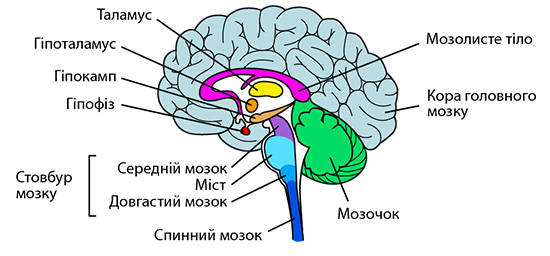 Таламус
Гіпоталамус
Гіпокамп
Гіпофіз
Стовбур
мозку
Середній мозок
Міст
Довгастий мозок
Спинний мозок
Мозолисте тіло
Кора головного
мозку
Мозочок